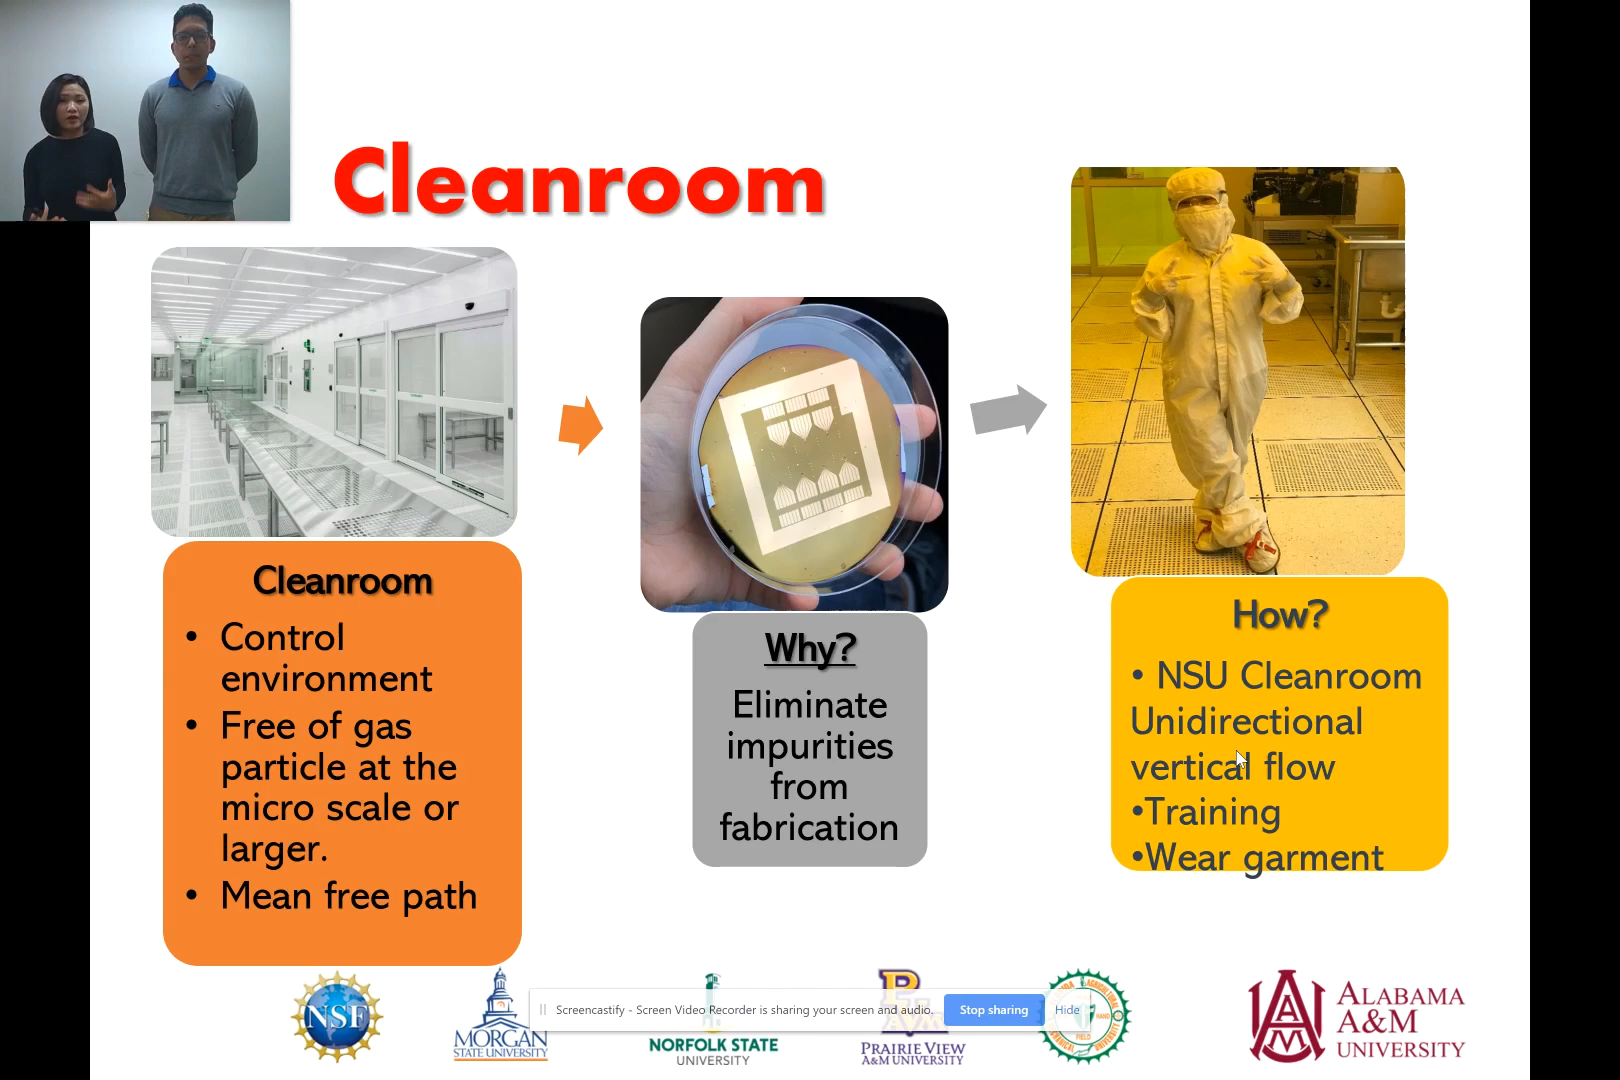 Cleanroom
Cleanroom
• Control
environment
• Free of gas
particle at the
micro scale or
larger.
• Mean free path
Why?
Eliminate
impurities
from
fabrication
How?
• NSU Cleanroom
Unidirectional
vertical flow
•Training
•Wear garment
NSF
MORGAN
STATE UNIVERSITY
NORFOLK STATE
UNIVERSITY
PRAIRIE VIEW
A&M UNIVERSITY
ALABAMA
A&M
UNIVERSITY
Screencastify - Screen Video Recorder is sharing your screen and audio.
Stop sharing
Hide